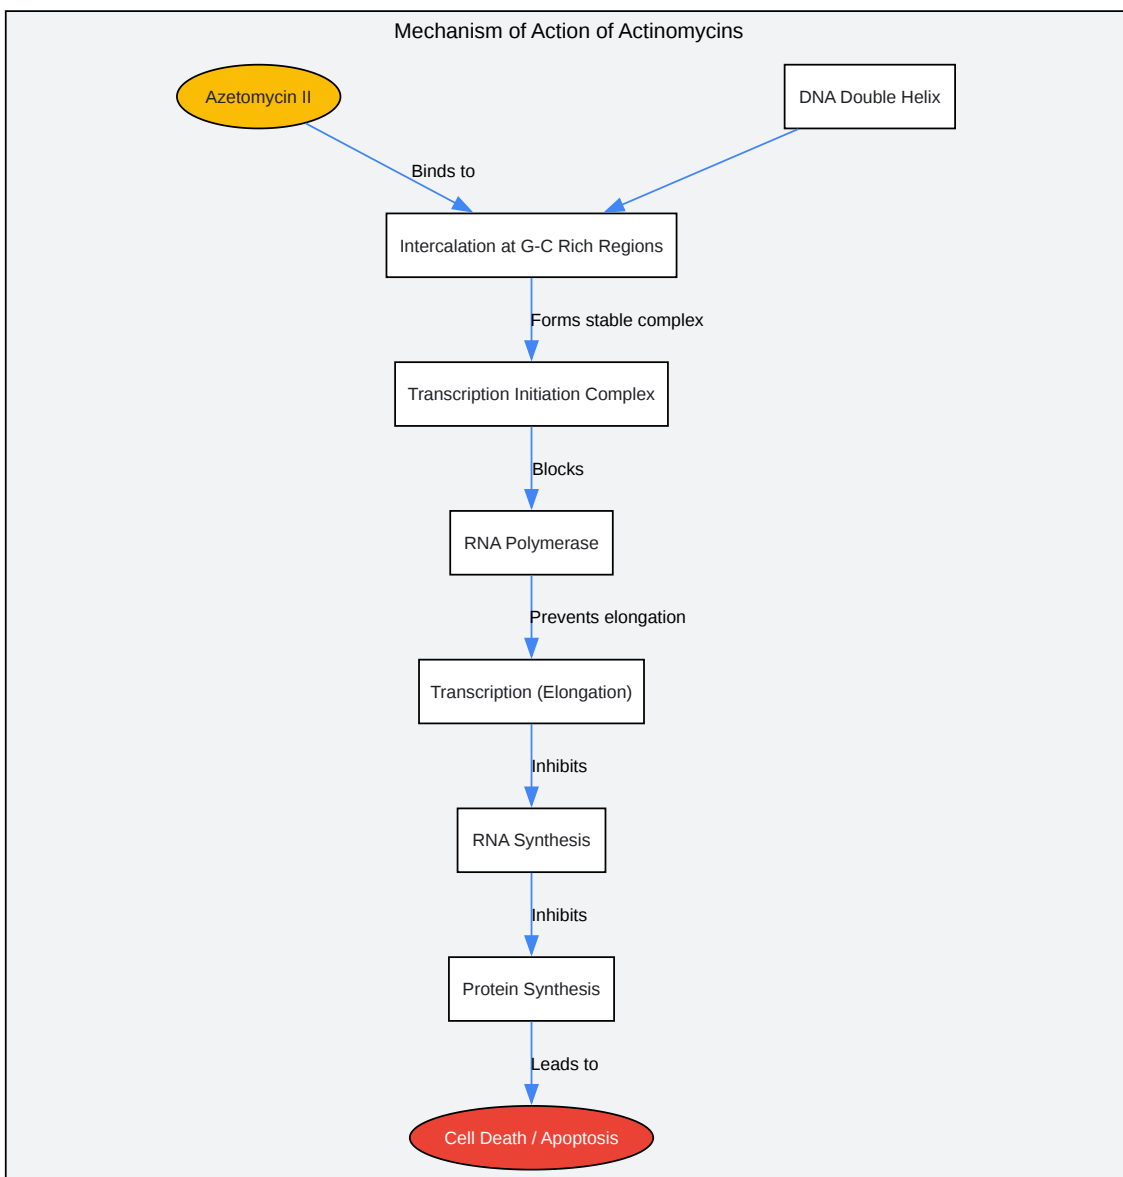 Mechanism of Action of Actinomycins
Azetomycin II
DNA Double Helix
Binds to
Intercalation at G-C Rich Regions
Forms stable complex
Transcription Initiation Complex
Blocks
RNA Polymerase
Prevents elongation
Transcription (Elongation)
Inhibits
RNA Synthesis
Inhibits
Protein Synthesis
Leads to
Cell Death / Apoptosis